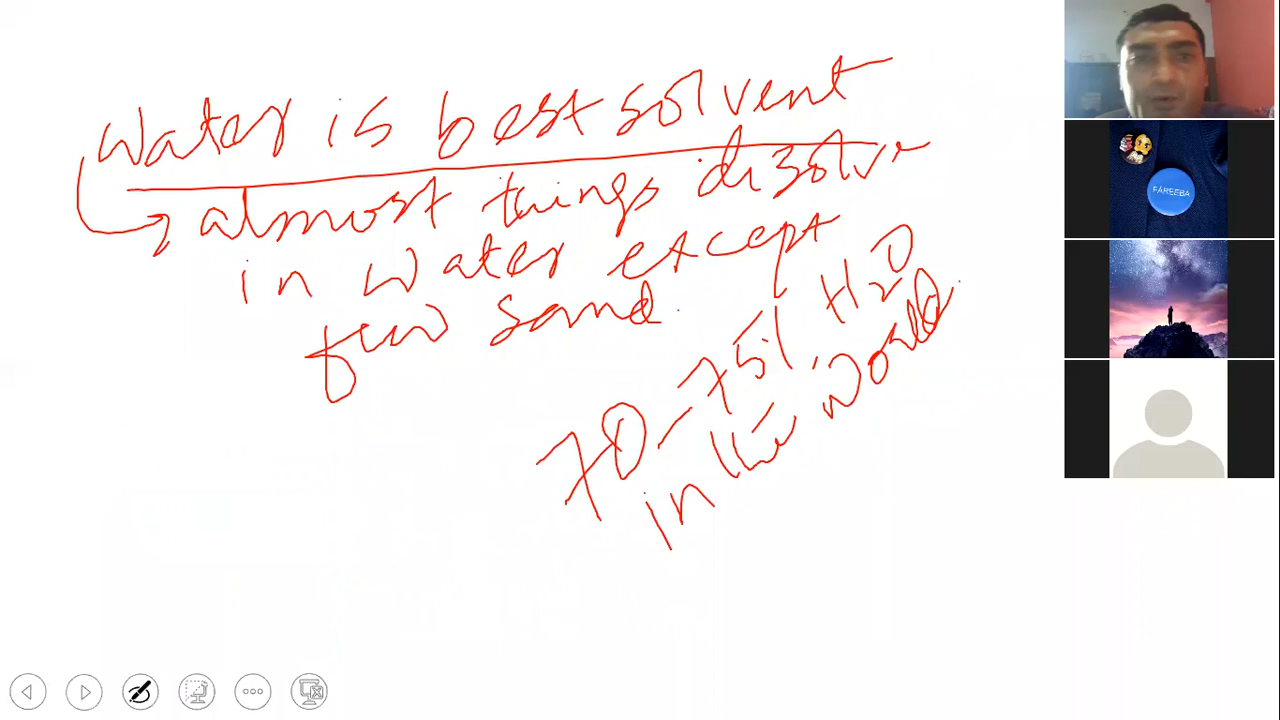 Water is best solvent
almost things dissolve
in water except
few sand.
70-75% H2O
in the world
FAREEBA